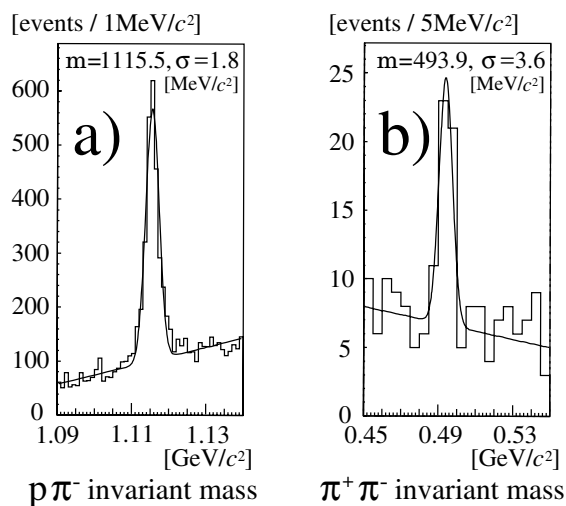 [events / 1MeV/c²]
m=1115.5, σ=1.8
[MeV/c²]
a)
600
500
400
300
200
100
0
1.09
1.11
1.13
[GeV/c²]
p π⁻ invariant mass
[events / 5MeV/c²]
m=493.9, σ=3.6
[MeV/c²]
b)
25
20
15
10
5
0
0.45
0.49
0.53
[GeV/c²]
π⁺ π⁻ invariant mass